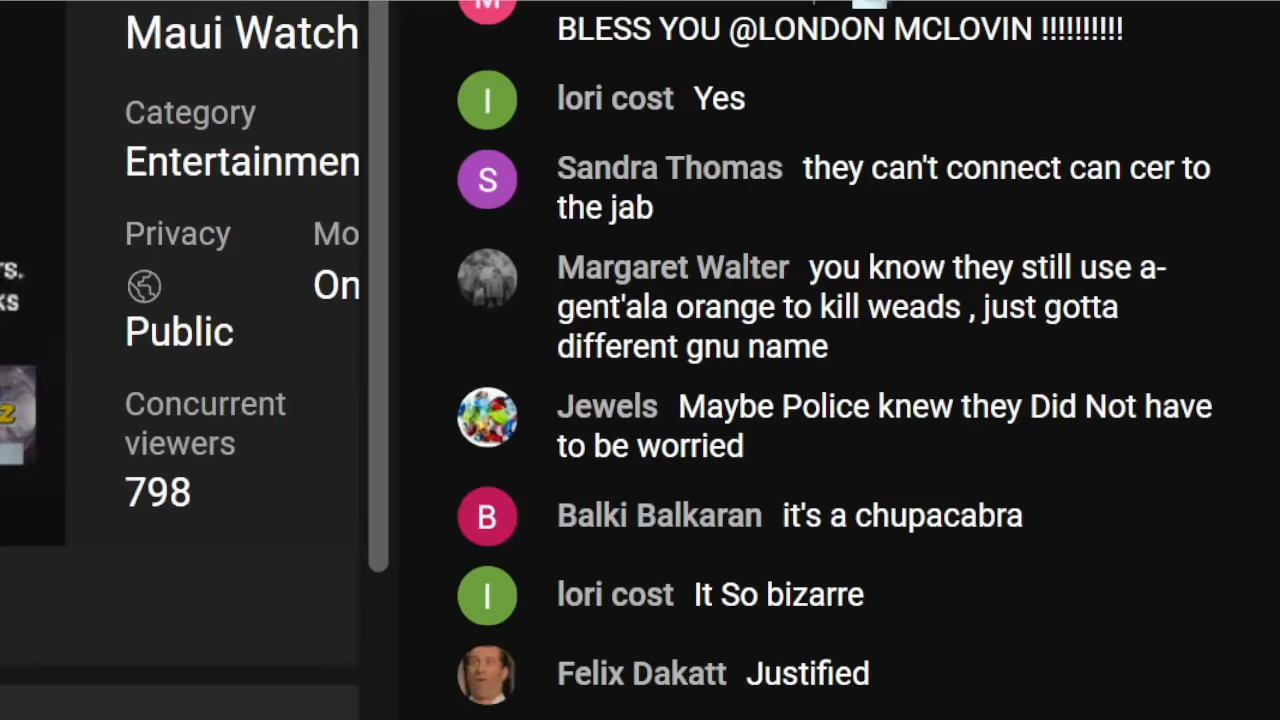 Maui Watch
Category
Entertainmen
Privacy
Mo
On
Public
Concurrent
viewers
798
rs.
ks
z
BLESS YOU @LONDON MCLOVIN !!!!!!!!!!
lori cost Yes
Sandra Thomas they can't connect can cer to
the jab
Margaret Walter you know they still use a-
gent'ala orange to kill weads , just gotta
different gnu name
Jewels Maybe Police knew they Did Not have
to be worried
B
Balki Balkaran it's a chupacabra
lori cost It So bizarre
Felix Dakatt Justified